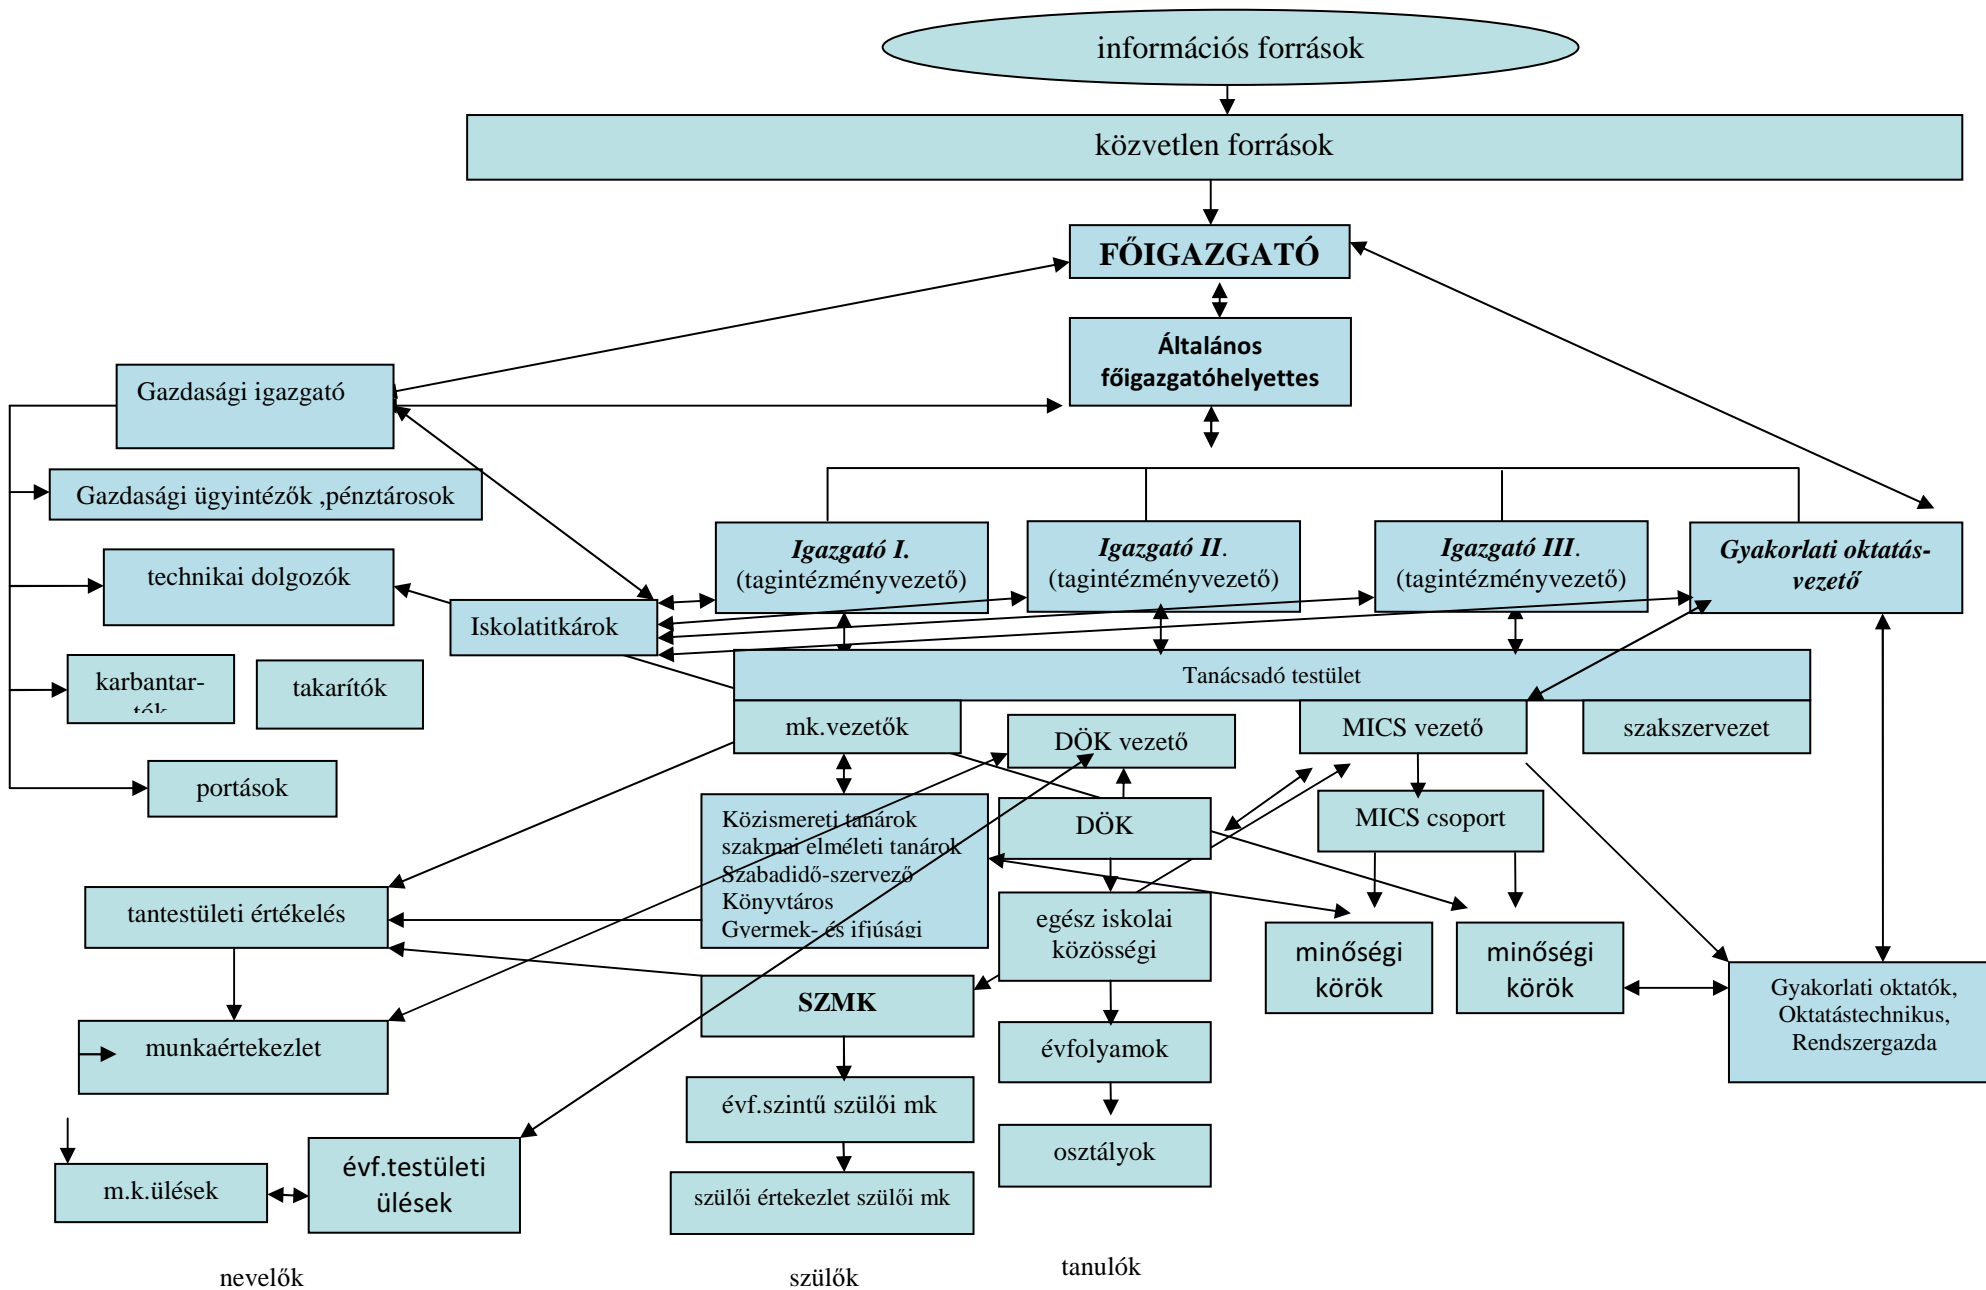 információs források
közvetlen források
FŐIGAZGATÓ
Általános
főigazgatóhelyettes
Gazdasági igazgató
Gazdasági ügyintézők ,pénztárosok
technikai dolgozók
Iskolatitkárok
karbantar-
tók
takarítók
portások
Igazgató I.
(tagintézményvezető)
Igazgató II.
(tagintézményvezető)
Igazgató III.
(tagintézményvezető)
Gyakorlati oktatás-
vezető
Tanácsadó testület
mk.vezetők
DÖK vezető
MICS vezető
szakszervezet
Közismereti tanárok
szakmai elméleti tanárok
Szabadidő-szervező
Könyvtáros
Gyermek- és ifjúsági
DÖK
MICS csoport
tantestületi értékelés
egész iskolai
közösségi
minőségi
körök
minőségi
körök
Gyakorlati oktatók,
Oktatástechnikus,
Rendszergazda
SZMK
munkaértekezlet
évfolyamok
évf.szintű szülői mk
osztályok
m.k.ülések
évf.testületi
ülések
szülői értekezlet szülői mk
nevelők
szülők
tanulók